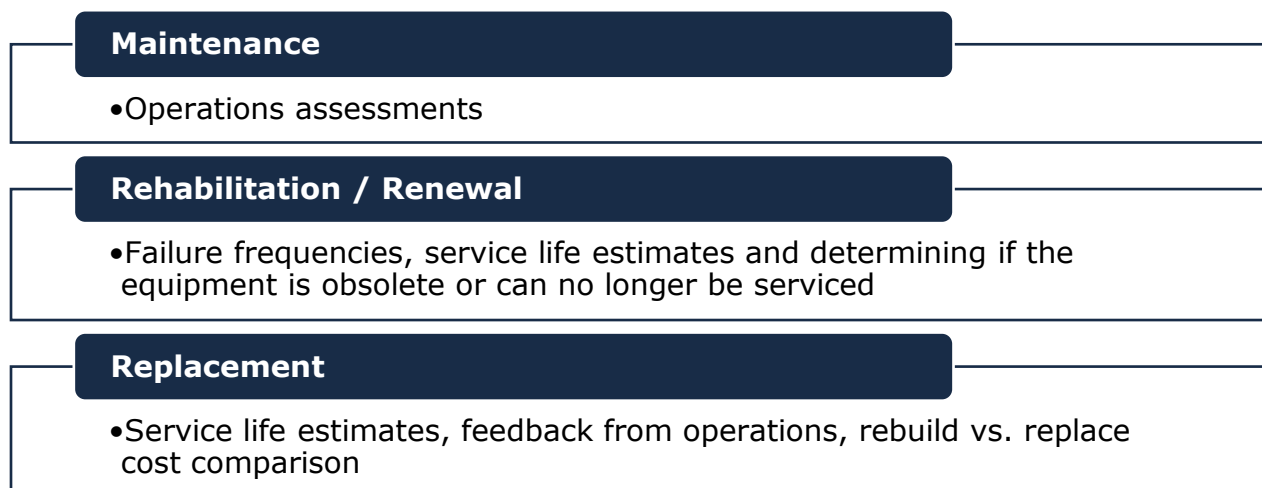 Maintenance
•Operations assessments
Rehabilitation / Renewal
•Failure frequencies, service life estimates and determining if the
equipment is obsolete or can no longer be serviced
Replacement
•Service life estimates, feedback from operations, rebuild vs. replace
cost comparison